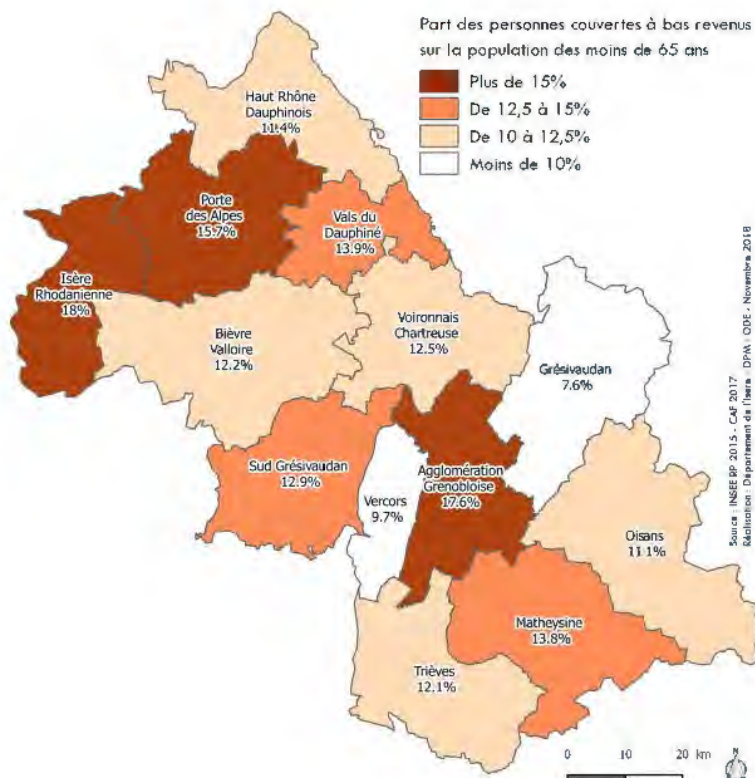 Part des personnes couvertes à bas revenus
sur la population des moins de 65 ans
Plus de 15%
De 12,5 à 15%
De 10 à 12,5%
Moins de 10%
Haut Rhône
Dauphinois
11.4%
Porte
des Alpes
15.7%
Vals du
Dauphiné
13.9%
Isère
Rhodanienne
18%
Bièvre
Valloire
12.2%
Voironnais
Chartreuse
12.5%
Grésivaudan
7.6%
Sud Grésivaudan
12.9%
Vercors
9.7%
Agglomération
Grenobloise
17.6%
Oisans
11.1%
Matheysine
13.8%
Trièves
12.1%
Source : INSEE RP 2015 - CAF 2017
Réalisation : Département de l'Isère - DPM : ODE - Novembre 2018
0 10 20 km
N